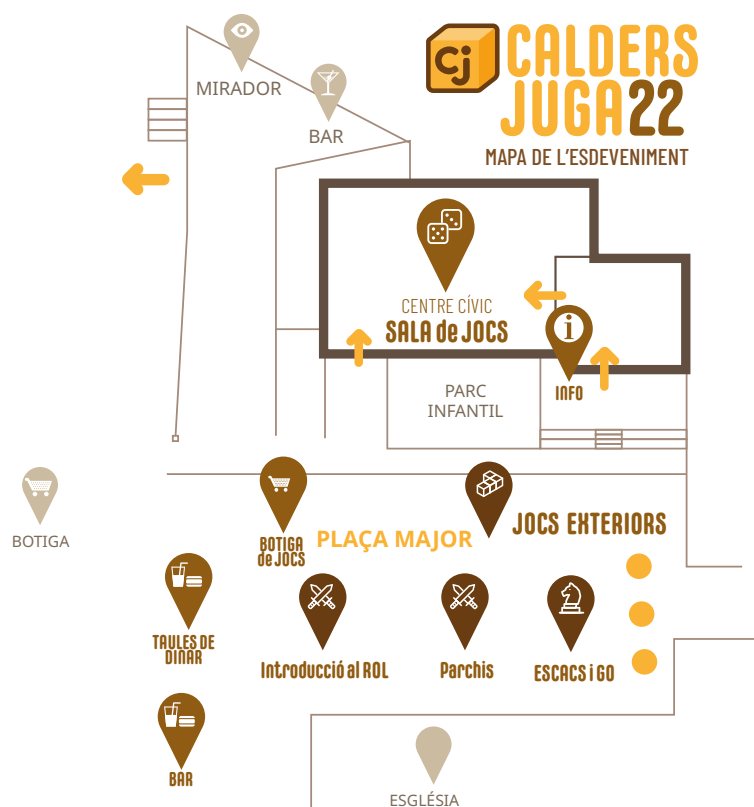 Cj
CALDERS
JUGA22
MAPA DE L'ESDEVENIMENT
MIRADOR
BAR
CENTRE CÍVIC
SALA de JOCS
i
INFO
PARC
INFANTIL
BOTIGA
BOTIGA
de JOCS
PLAÇA MAJOR
JOCS EXTERIORS
TAULES DE
DINAR
Introducció al ROL
Parchis
ESCACS i GO
BAR
ESGLÉSIA